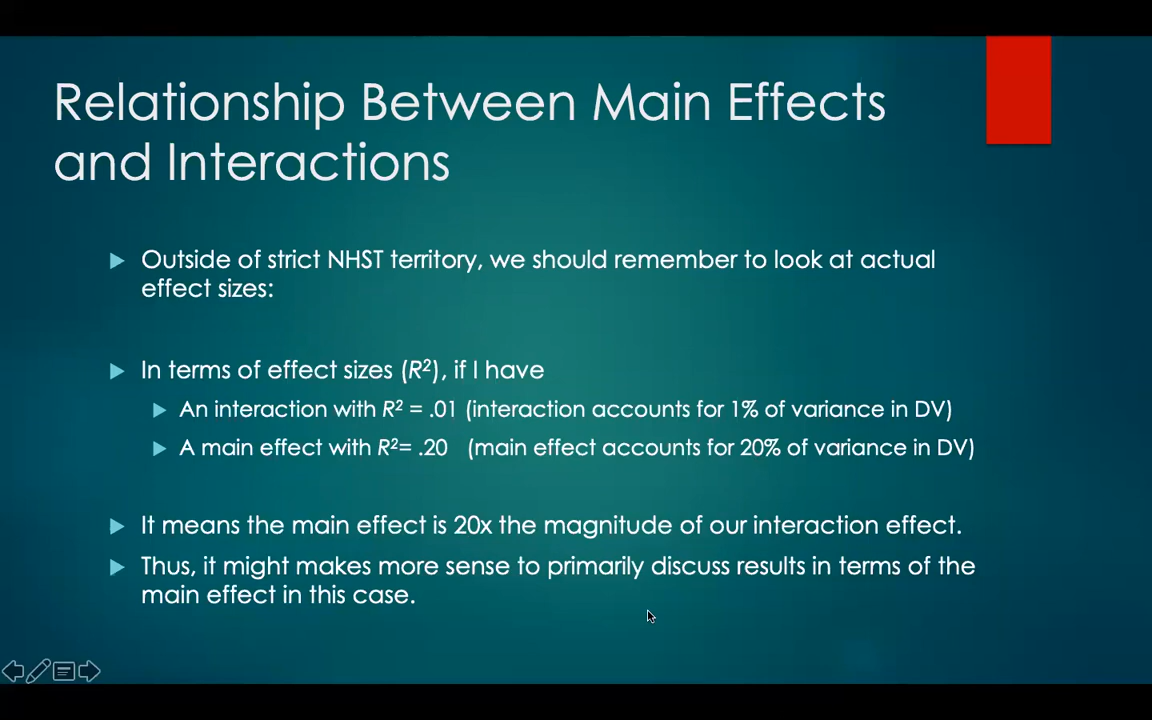 Relationship Between Main Effects
and Interactions
Outside of strict NHST territory, we should remember to look at actual
effect sizes:
In terms of effect sizes (R²), if I have
An interaction with R² = .01 (interaction accounts for 1% of variance in DV)
A main effect with R²= .20 (main effect accounts for 20% of variance in DV)
It means the main effect is 20x the magnitude of our interaction effect.
Thus, it might makes more sense to primarily discuss results in terms of the
main effect in this case.